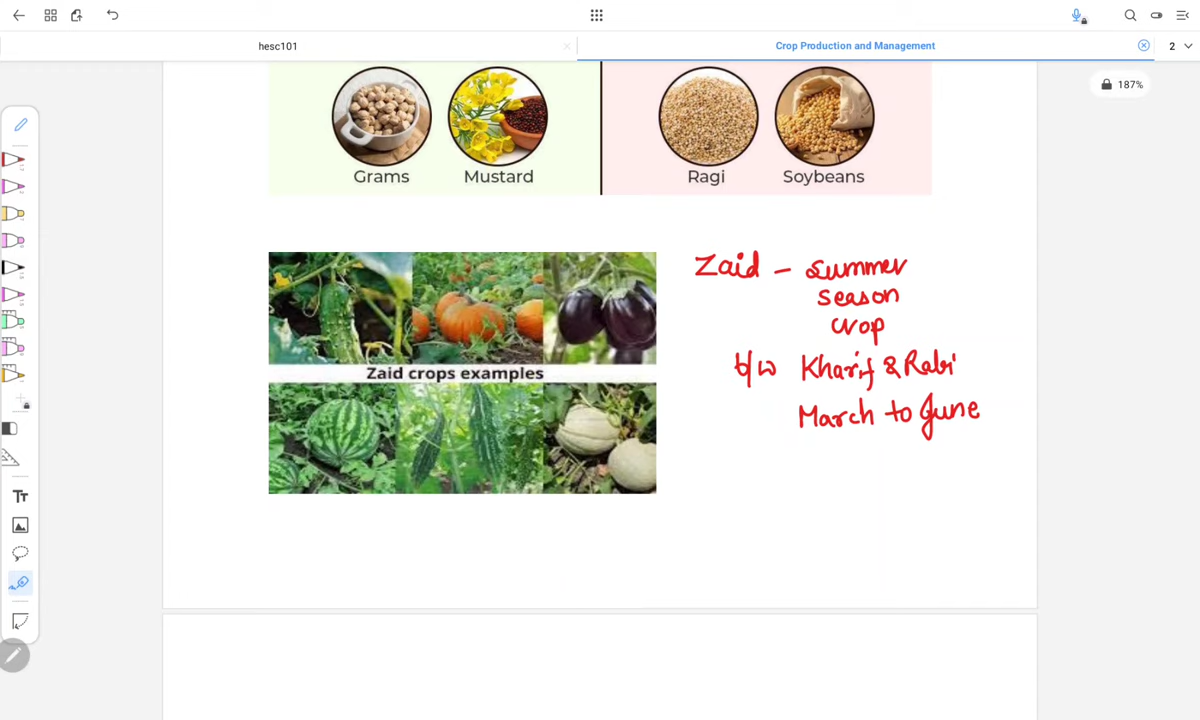 hesc101
Crop Production and Management
2
187%
Grams
Mustard
Ragi
Soybeans
Zaid - summer
season
crop
b/w Kharif & Rabi
March to June
Zaid crops examples
TT